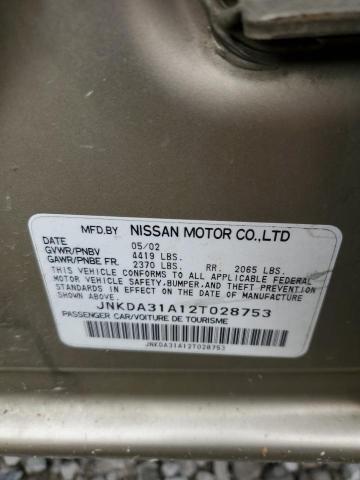 MFD.BY NISSAN MOTOR CO.,LTD
DATE 05/02
GVWR/PNBV 4419 LBS.
GAWR/PNBE FR. 2370 LBS. RR. 2065 LBS.
THIS VEHICLE CONFORMS TO ALL APPLICABLE FEDERAL
MOTOR VEHICLE SAFETY,BUMPER,AND THEFT PREVENTION
STANDARDS IN EFFECT ON THE DATE OF MANUFACTURE
SHOWN ABOVE.
JNKDA31A12T028753
PASSENGER CAR/VOITURE DE TOURISME
JNKDA31A12T028753